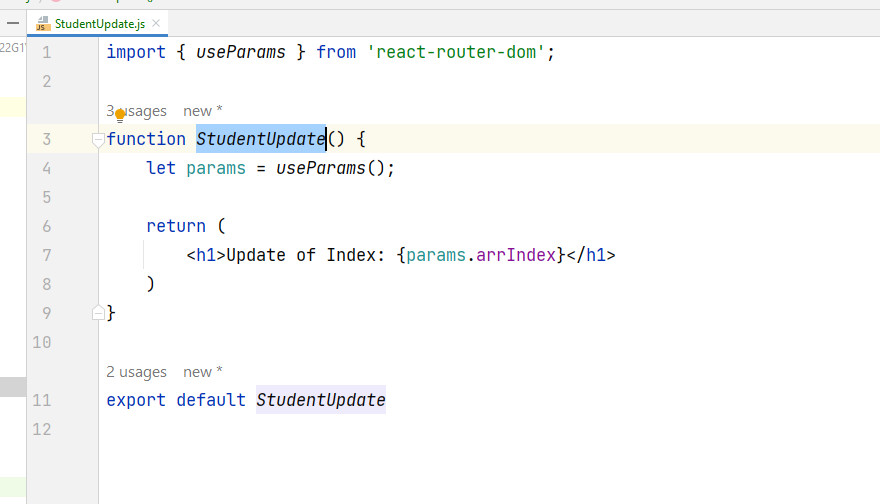 StudentUpdate.js
22G1
1 import { useParams } from 'react-router-dom';
2
3 usages new *
3 function StudentUpdate() {
4 let params = useParams();
5
6 return (
7 <h1>Update of Index: {params.arrIndex}</h1>
8 )
9 }
10
2 usages new *
11 export default StudentUpdate
12